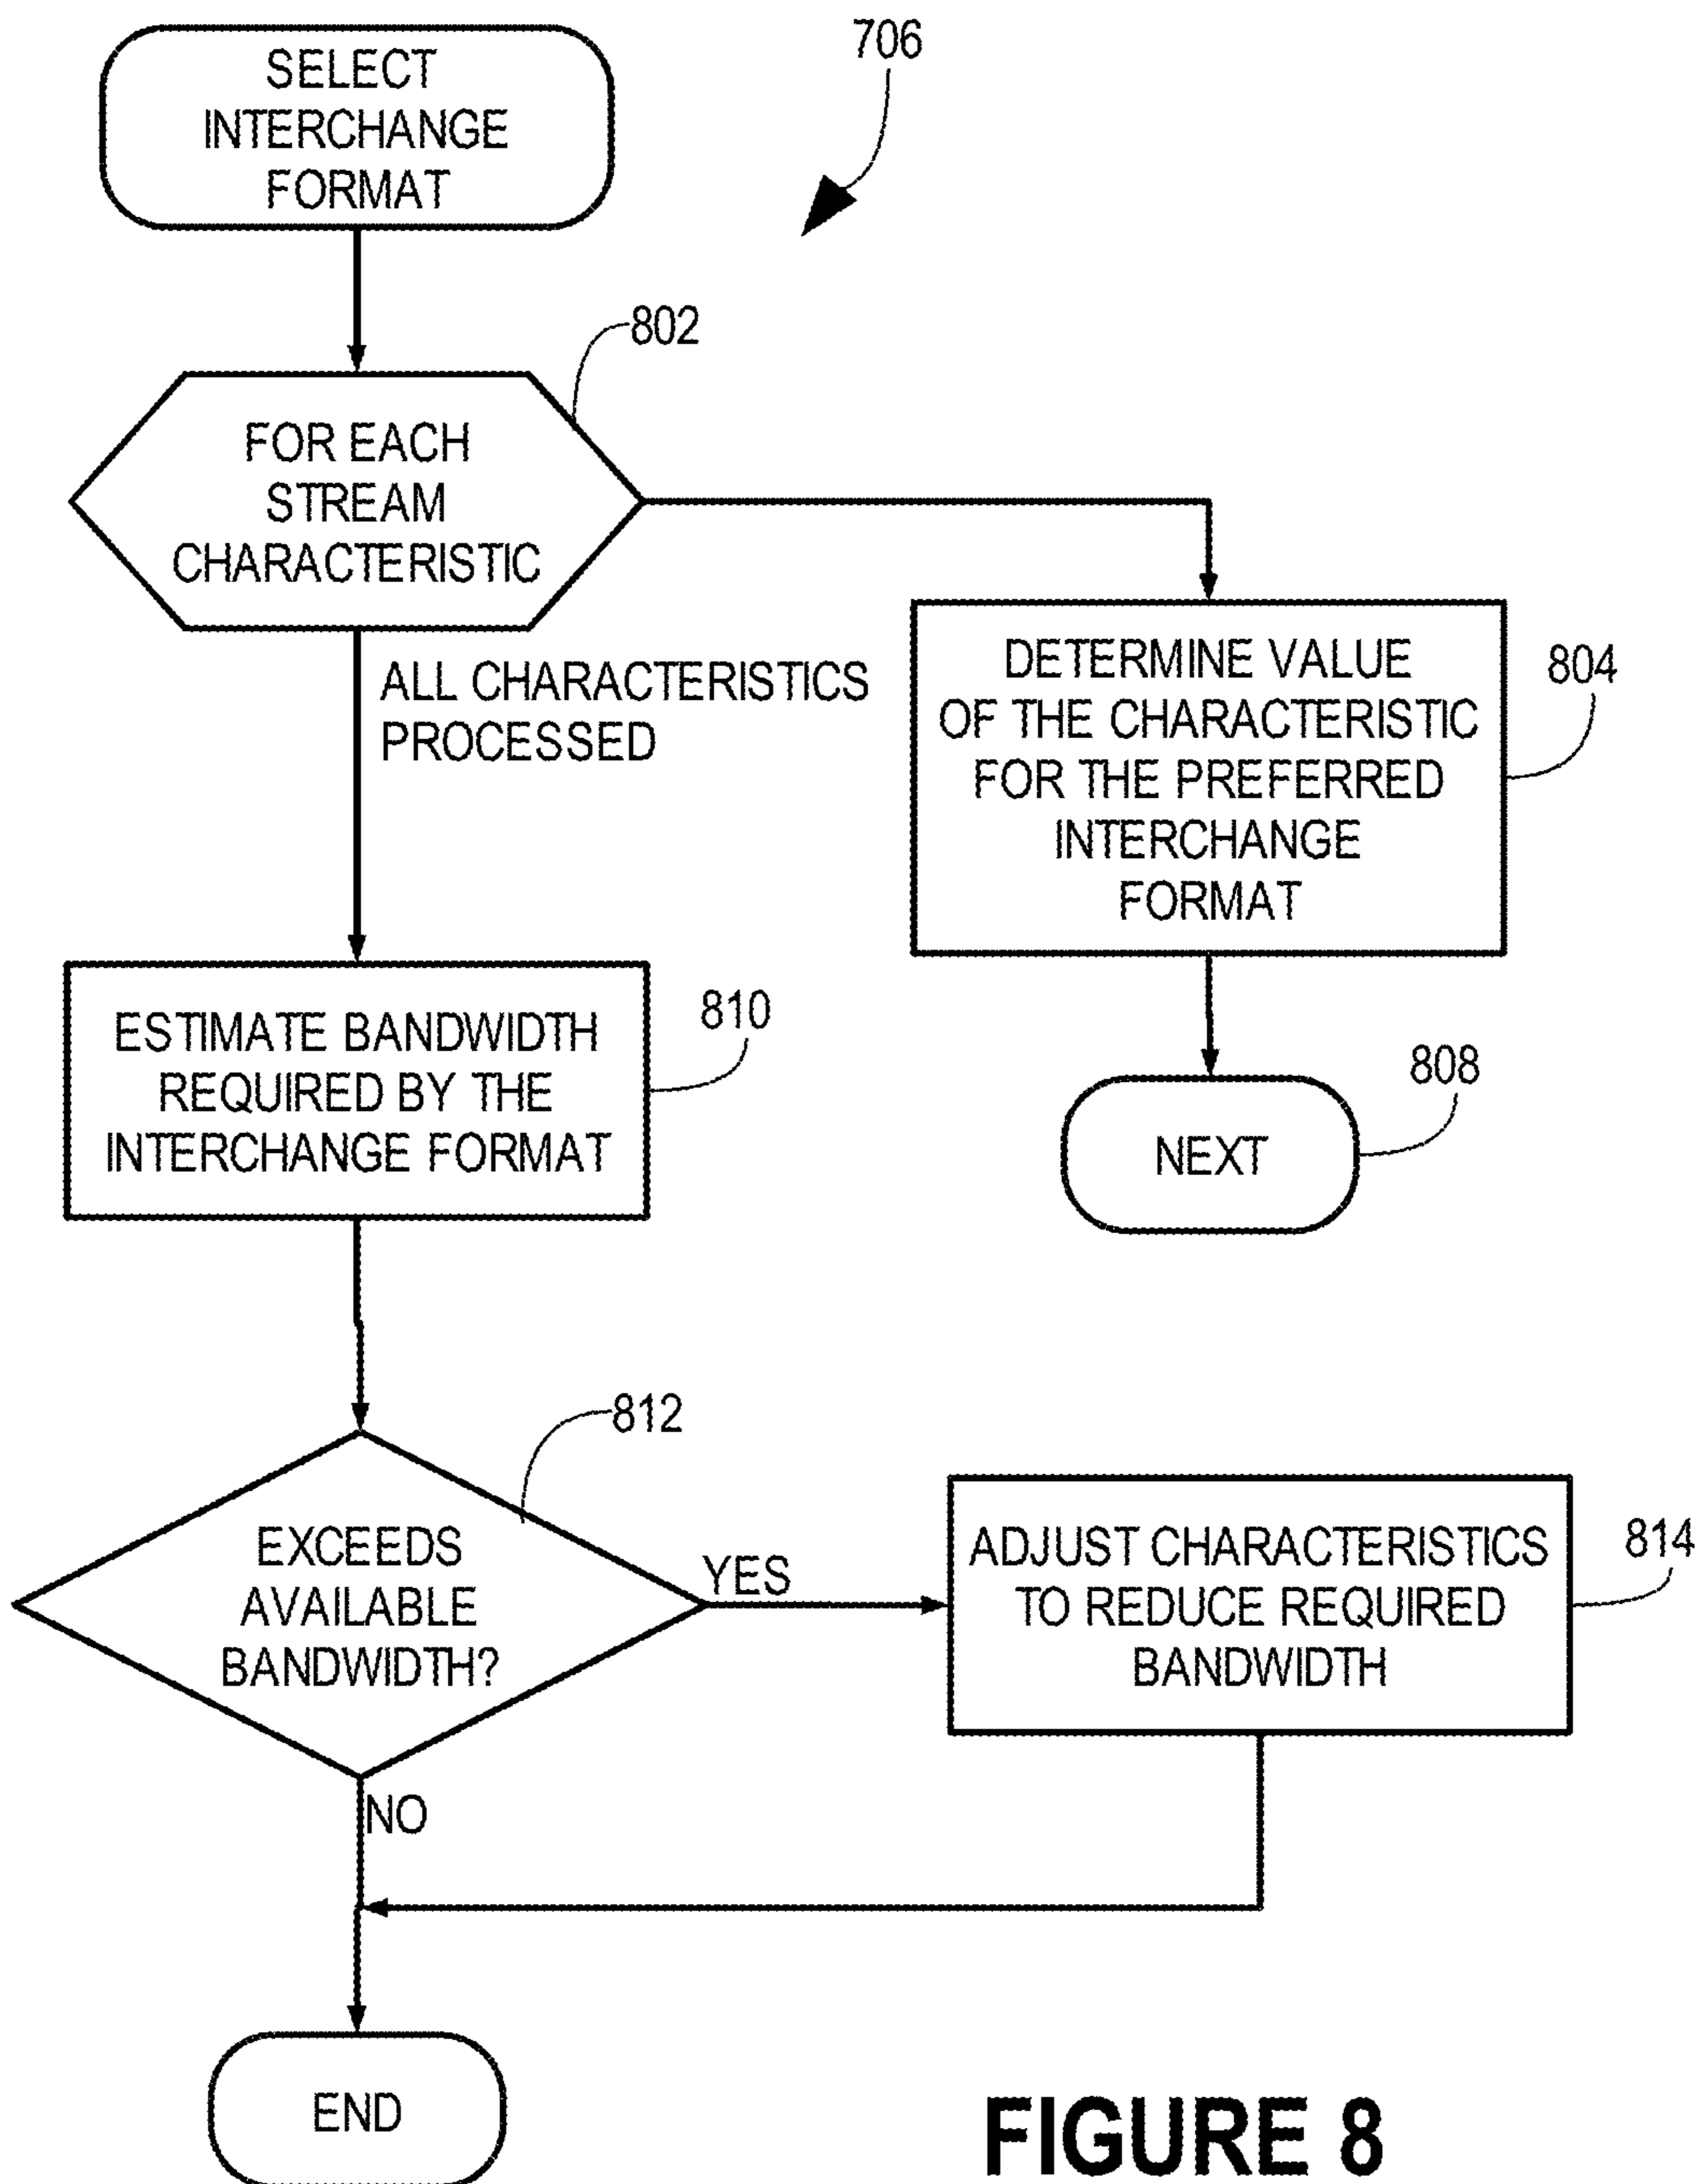 706
SELECT
INTERCHANGE
FORMAT
802
FOR EACH
STREAM
CHARACTERISTIC
ALL CHARACTERISTICS
PROCESSED
DETERMINE VALUE
OF THE CHARACTERISTIC
FOR THE PREFERRED
INTERCHANGE
FORMAT
804
808
NEXT
810
ESTIMATE BANDWIDTH
REQUIRED BY THE
INTERCHANGE FORMAT
812
EXCEEDS
AVAILABLE
BANDWIDTH?
YES
ADJUST CHARACTERISTICS
TO REDUCE REQUIRED
BANDWIDTH
814
NO
END
FIGURE 8